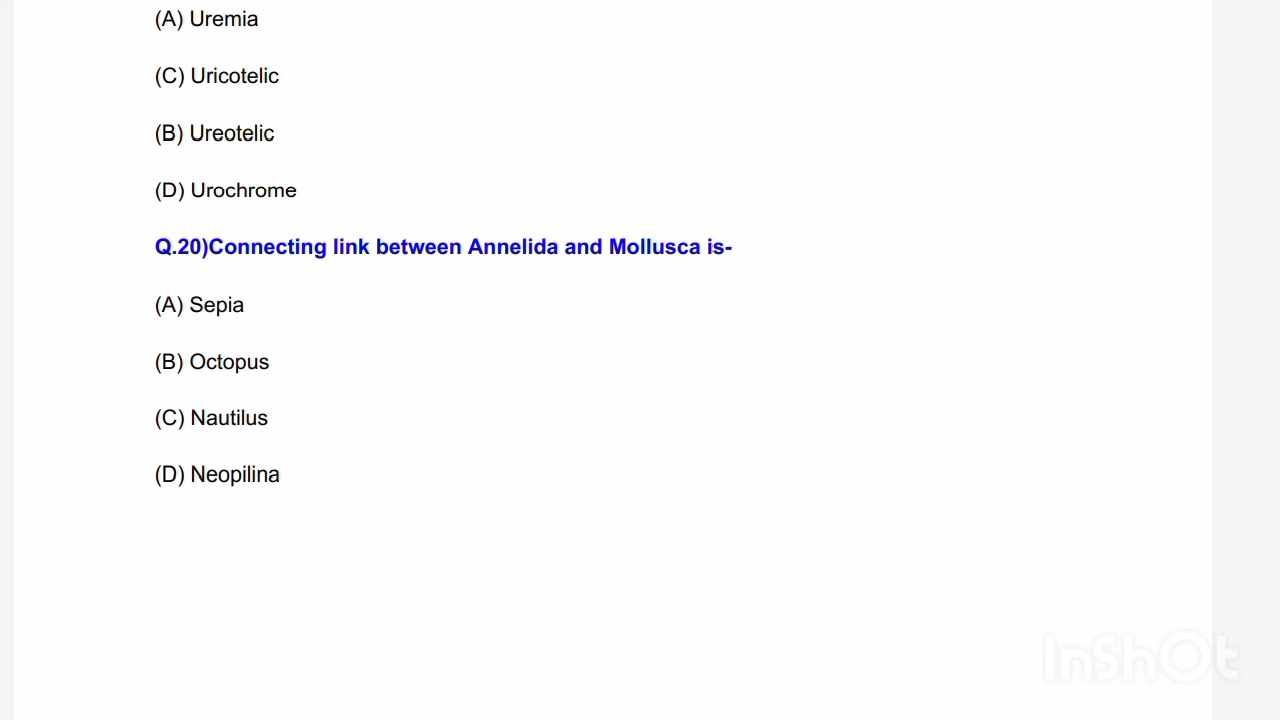 (A) Uremia
(C) Uricotelic
(B) Ureotelic
(D) Urochrome
Q.20)Connecting link between Annelida and Mollusca is-
(A) Sepia
(B) Octopus
(C) Nautilus
(D) Neopilina
InShOt